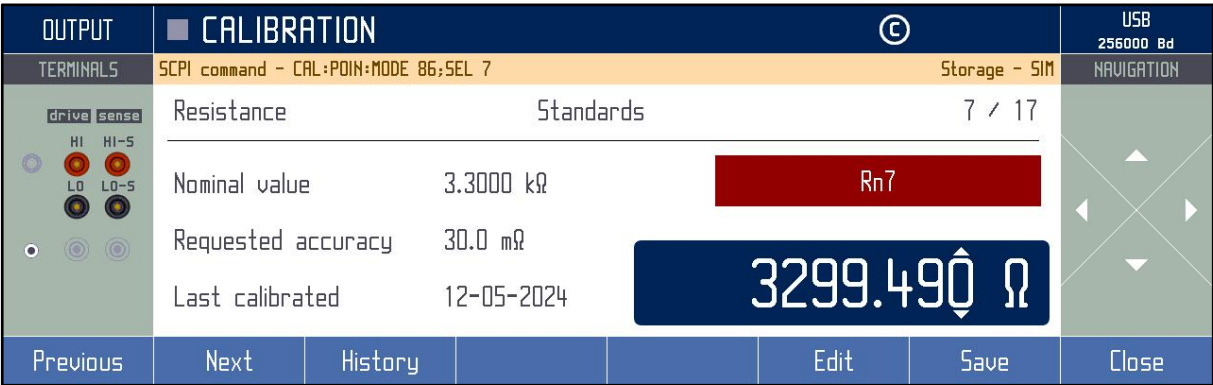 OUTPUT CALIBRATION © USB
256000 Bd
TERMINALS SCPI command - CAL:POIN:MODE 86;SEL 7 Storage - SIM NAVIGATION
drive sense
Resistance Standards 7 / 17
HI HI-S
LO LO-S
Nominal value 3.3000 kΩ Rn7
Requested accuracy 30.0 mΩ
3299.490 Ω
Last calibrated 12-05-2024
Previous Next History Edit Save Close